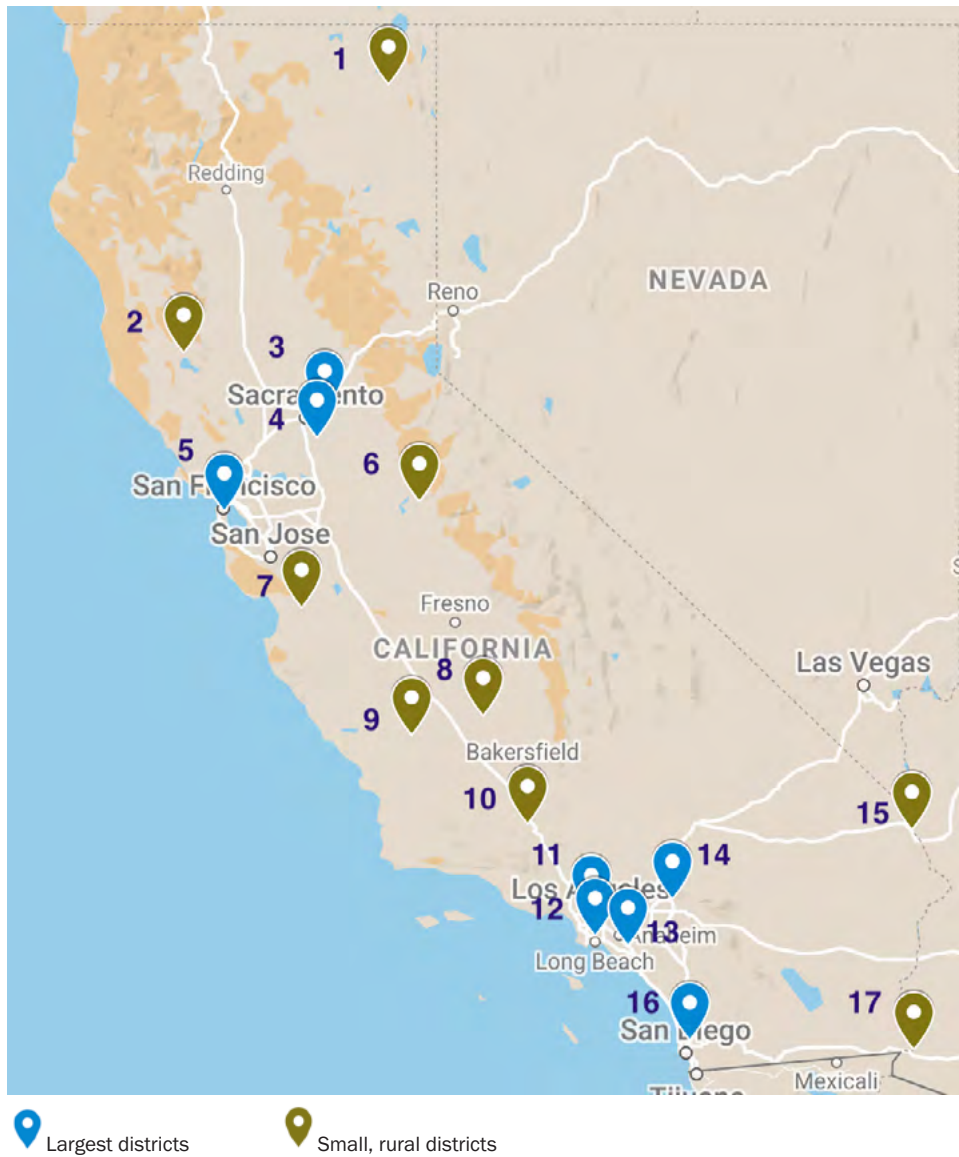 1
Redding
NEVADA
Reno
2
3
Sacramento
4
5
6
San Francisco
San Jose
7
Fresno
CALIFORNIA
8
Las Vegas
9
Bakersfield
10
15
11
14
Los Angeles
12
13
Anaheim
Long Beach
16
17
San Diego
Mexicali
Tijuana
Largest districts
Small, rural districts